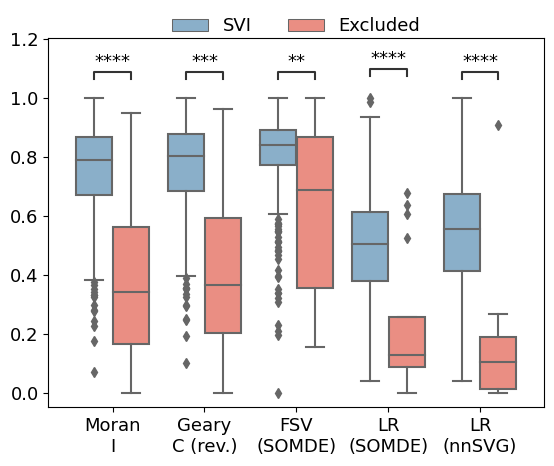 SVI Excluded
1.2
1.0
0.8
0.6
0.4
0.2
0.0
**** *** ** **** ****
Moran Geary FSV LR LR
I C (rev.) (SOMDE) (SOMDE) (nnSVG)